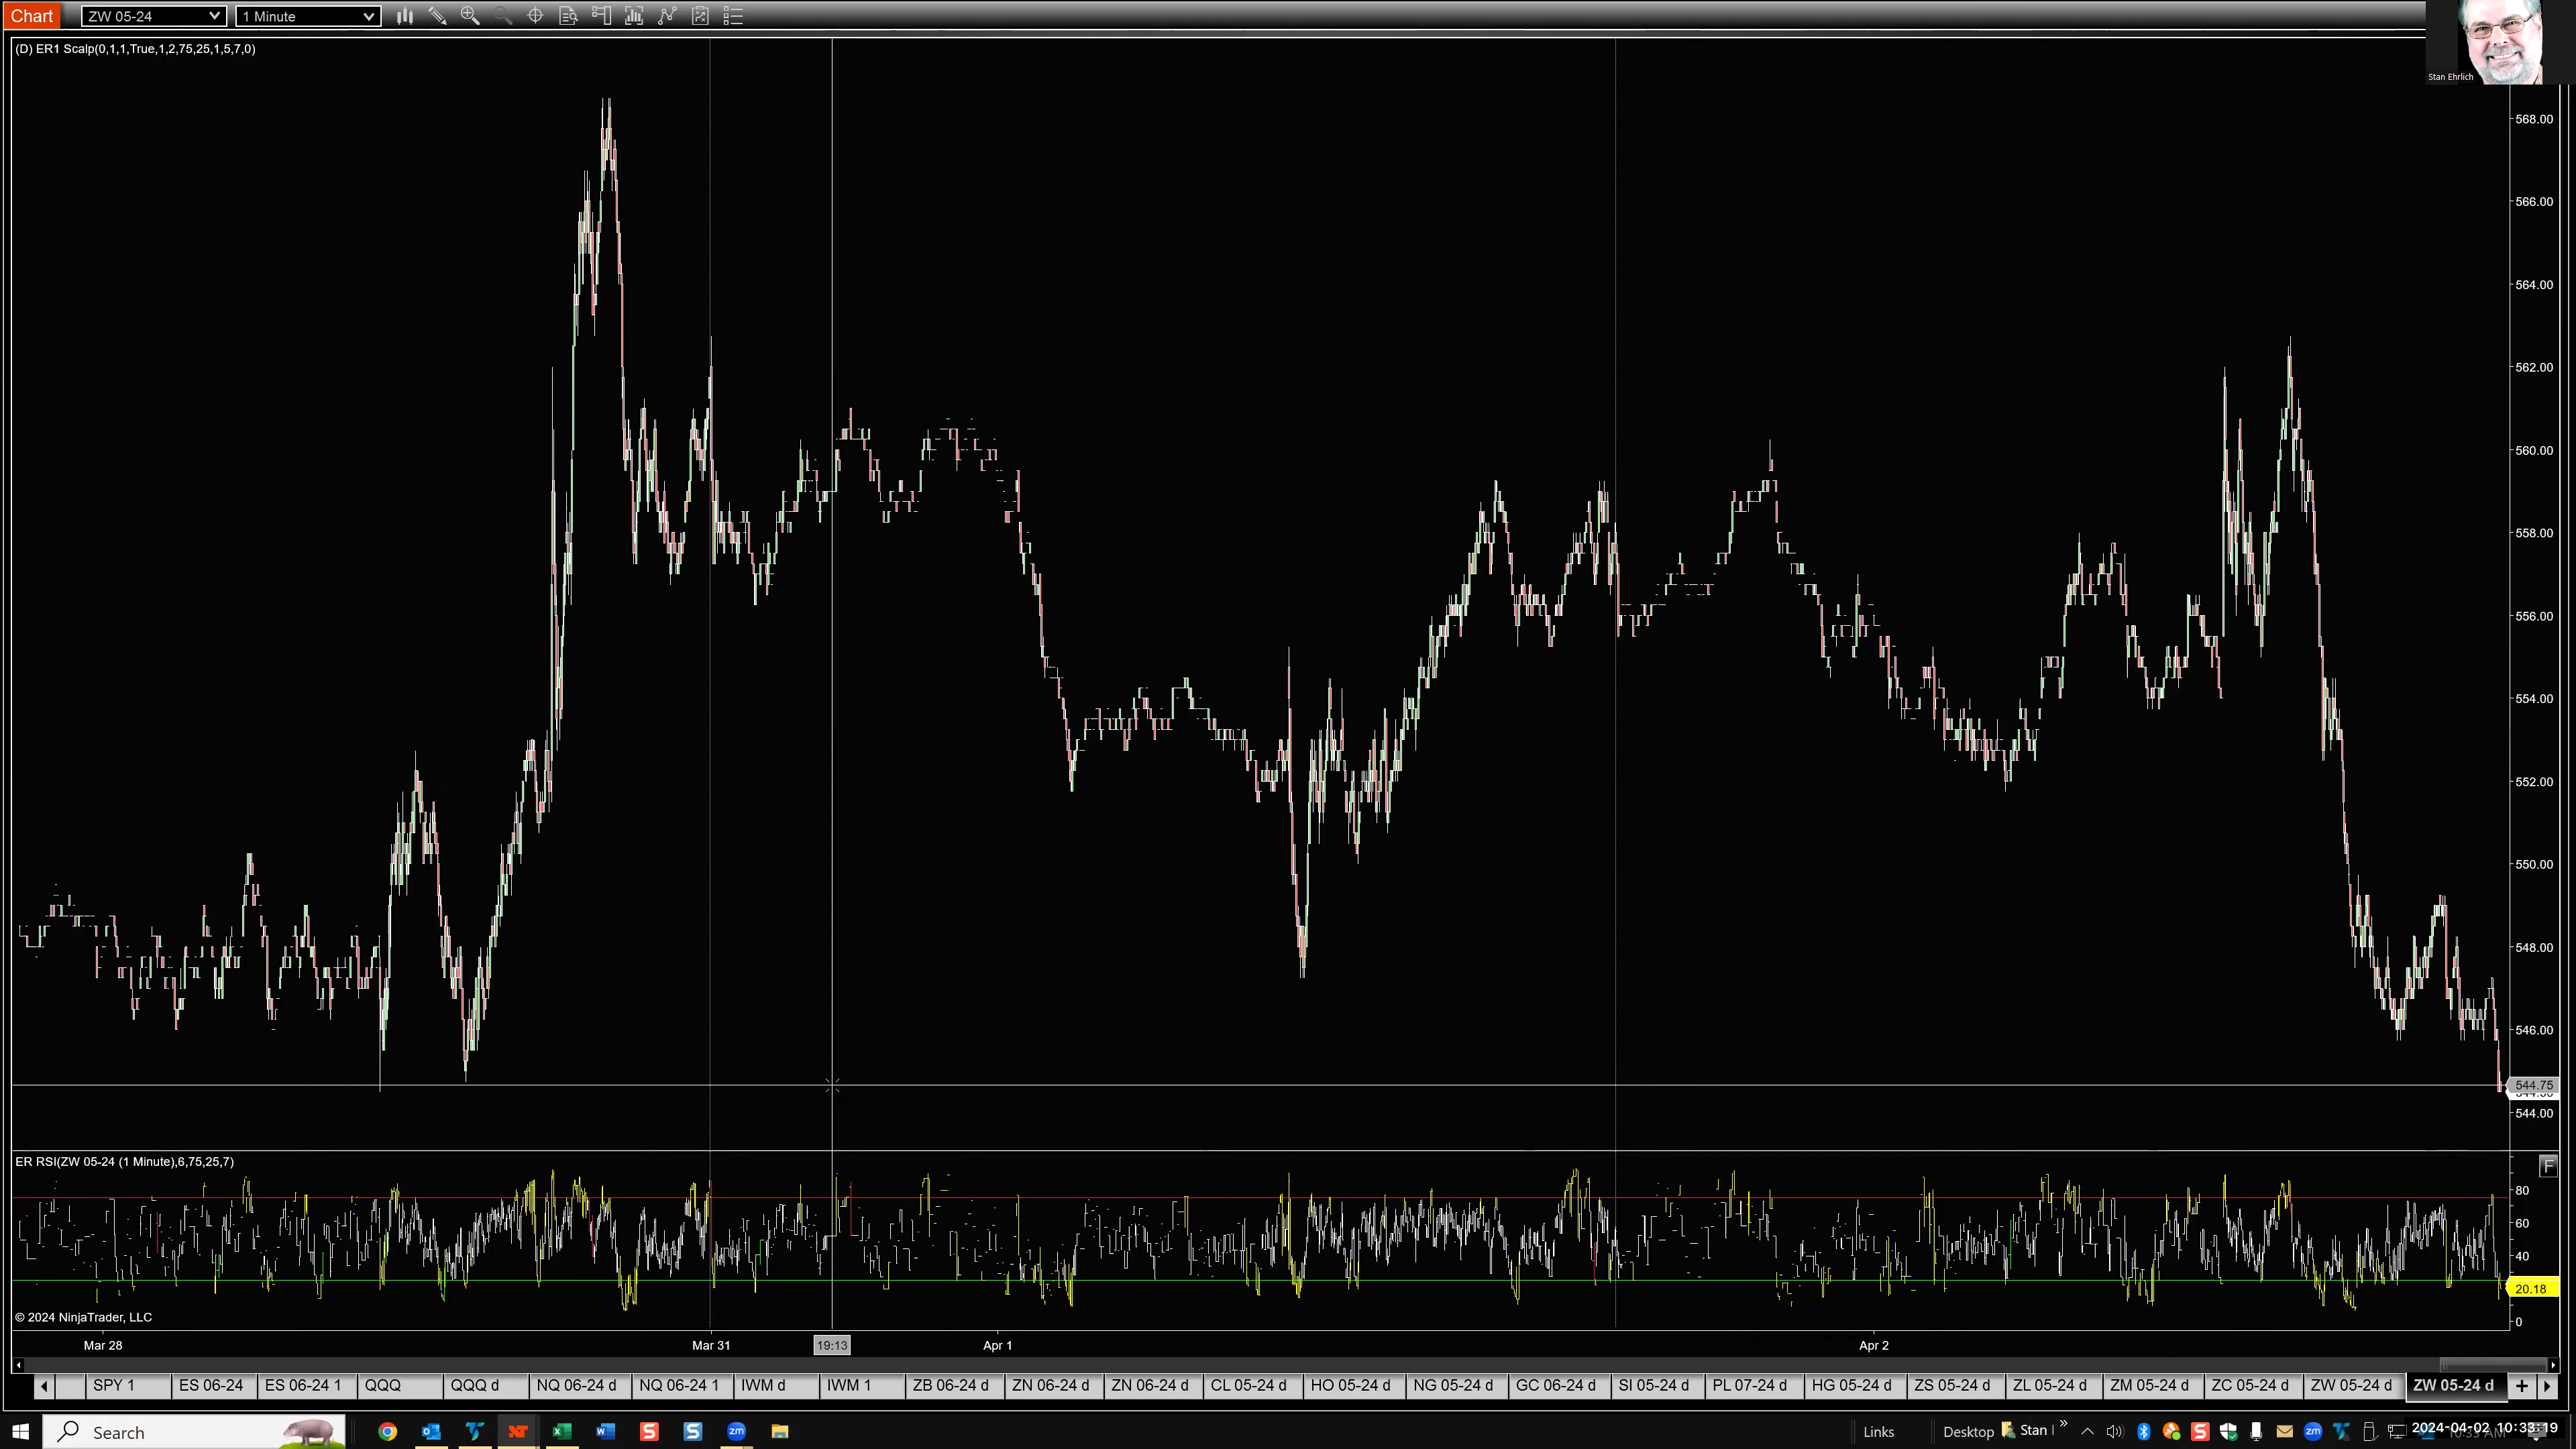 Chart ZW 05-24 1 Minute
(D) ER1 Scalp(0,1,1,True,1,2,75,25,1,5,7,0)
Stan Ehrlich
568.00
566.00
564.00
562.00
560.00
558.00
556.00
554.00
552.00
550.00
548.00
546.00
544.75
544.00
ER RSI(ZW 05-24 (1 Minute),6,75,25,7)
F
80
60
40
20.18
0
© 2024 NinjaTrader, LLC
Mar 28 Mar 31 19:13 Apr 1 Apr 2
SPY 1 ES 06-24 ES 06-24 1 QQQ QQQ d NQ 06-24 d NQ 06-24 1 IWM d IWM 1 ZB 06-24 d ZN 06-24 d ZN 06-24 d CL 05-24 d HO 05-24 d NG 05-24 d GC 06-24 d SI 05-24 d PL 07-24 d HG 05-24 d ZS 05-24 d ZL 05-24 d ZM 05-24 d ZC 05-24 d ZW 05-24 d ZW 05-24 d +
Search Links Desktop Stan 2024-04-02 10:33:19